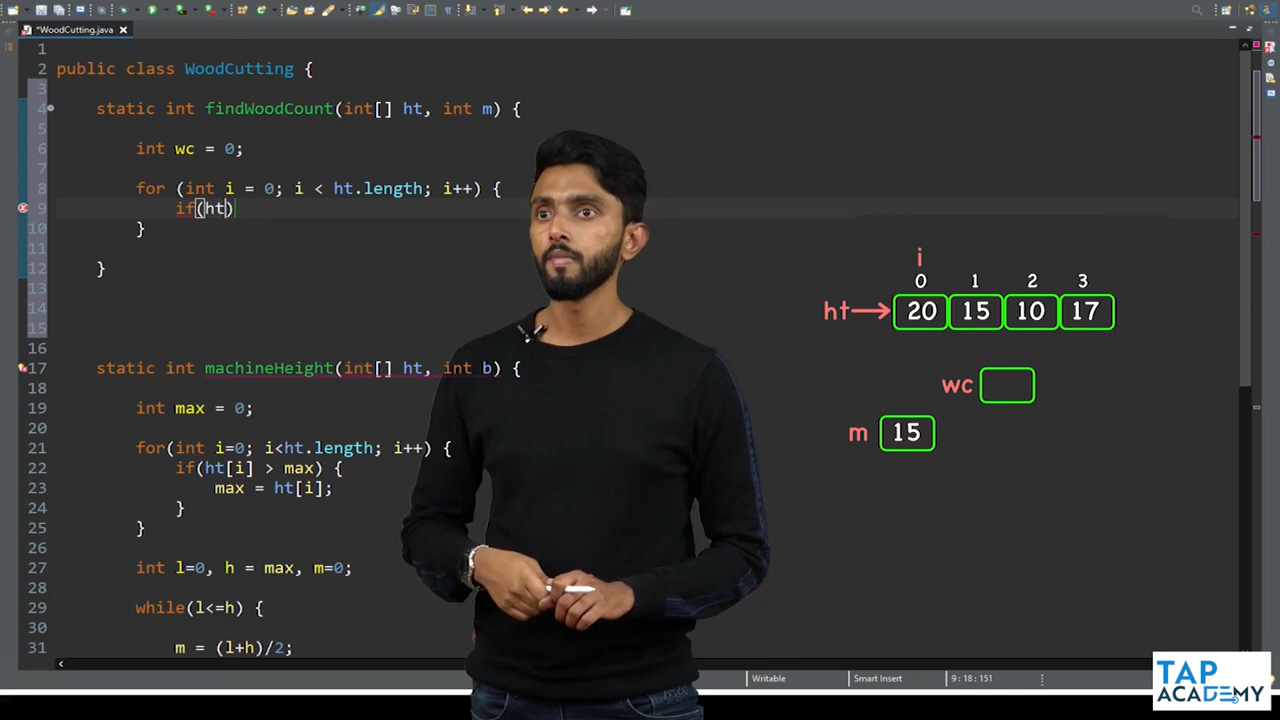 *WoodCutting.java
1
2 public class WoodCutting {
3
4 static int findWoodCount(int[] ht, int m) {
5
6 int wc = 0;
7
8 for (int i = 0; i < ht.length; i++) {
9 if(ht)
10 }
11
12 }
13
14
15
16
17 static int machineHeight(int[] ht, int b) {
18
19 int max = 0;
20
21 for(int i=0; i<ht.length; i++) {
22 if(ht[i] > max) {
23 max = ht[i];
24 }
25 }
26
27 int l=0, h = max, m=0;
28
29 while(l<=h) {
30
31 m = (l+h)/2;
i
0 1 2 3
ht 20 15 10 17
wc
m 15
Writable Smart Insert 9 : 18 : 151
TAP
ACADEMY